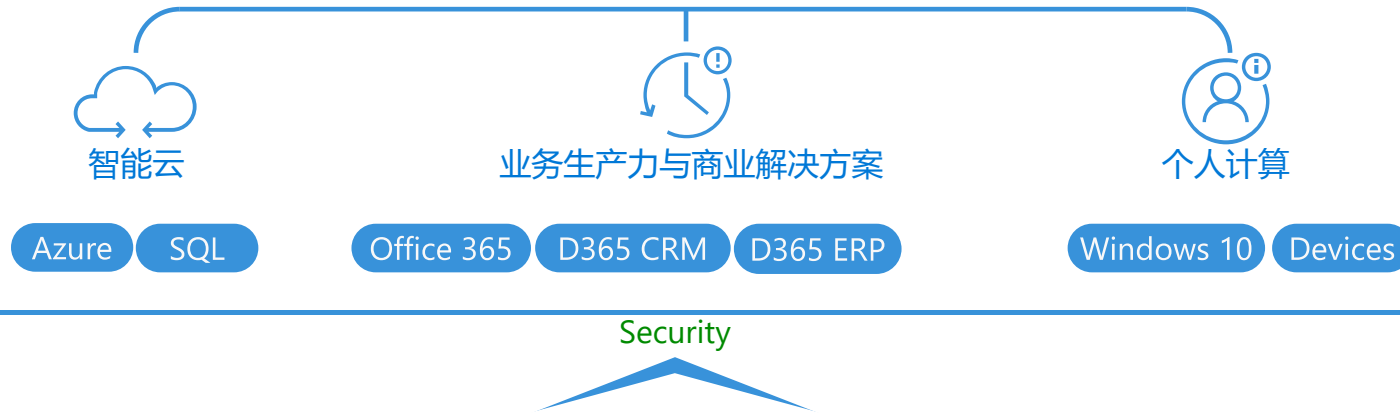 智能云
业务生产力与商业解决方案
个人计算
Azure
SQL
Office 365
D365 CRM
D365 ERP
Windows 10
Devices
Security